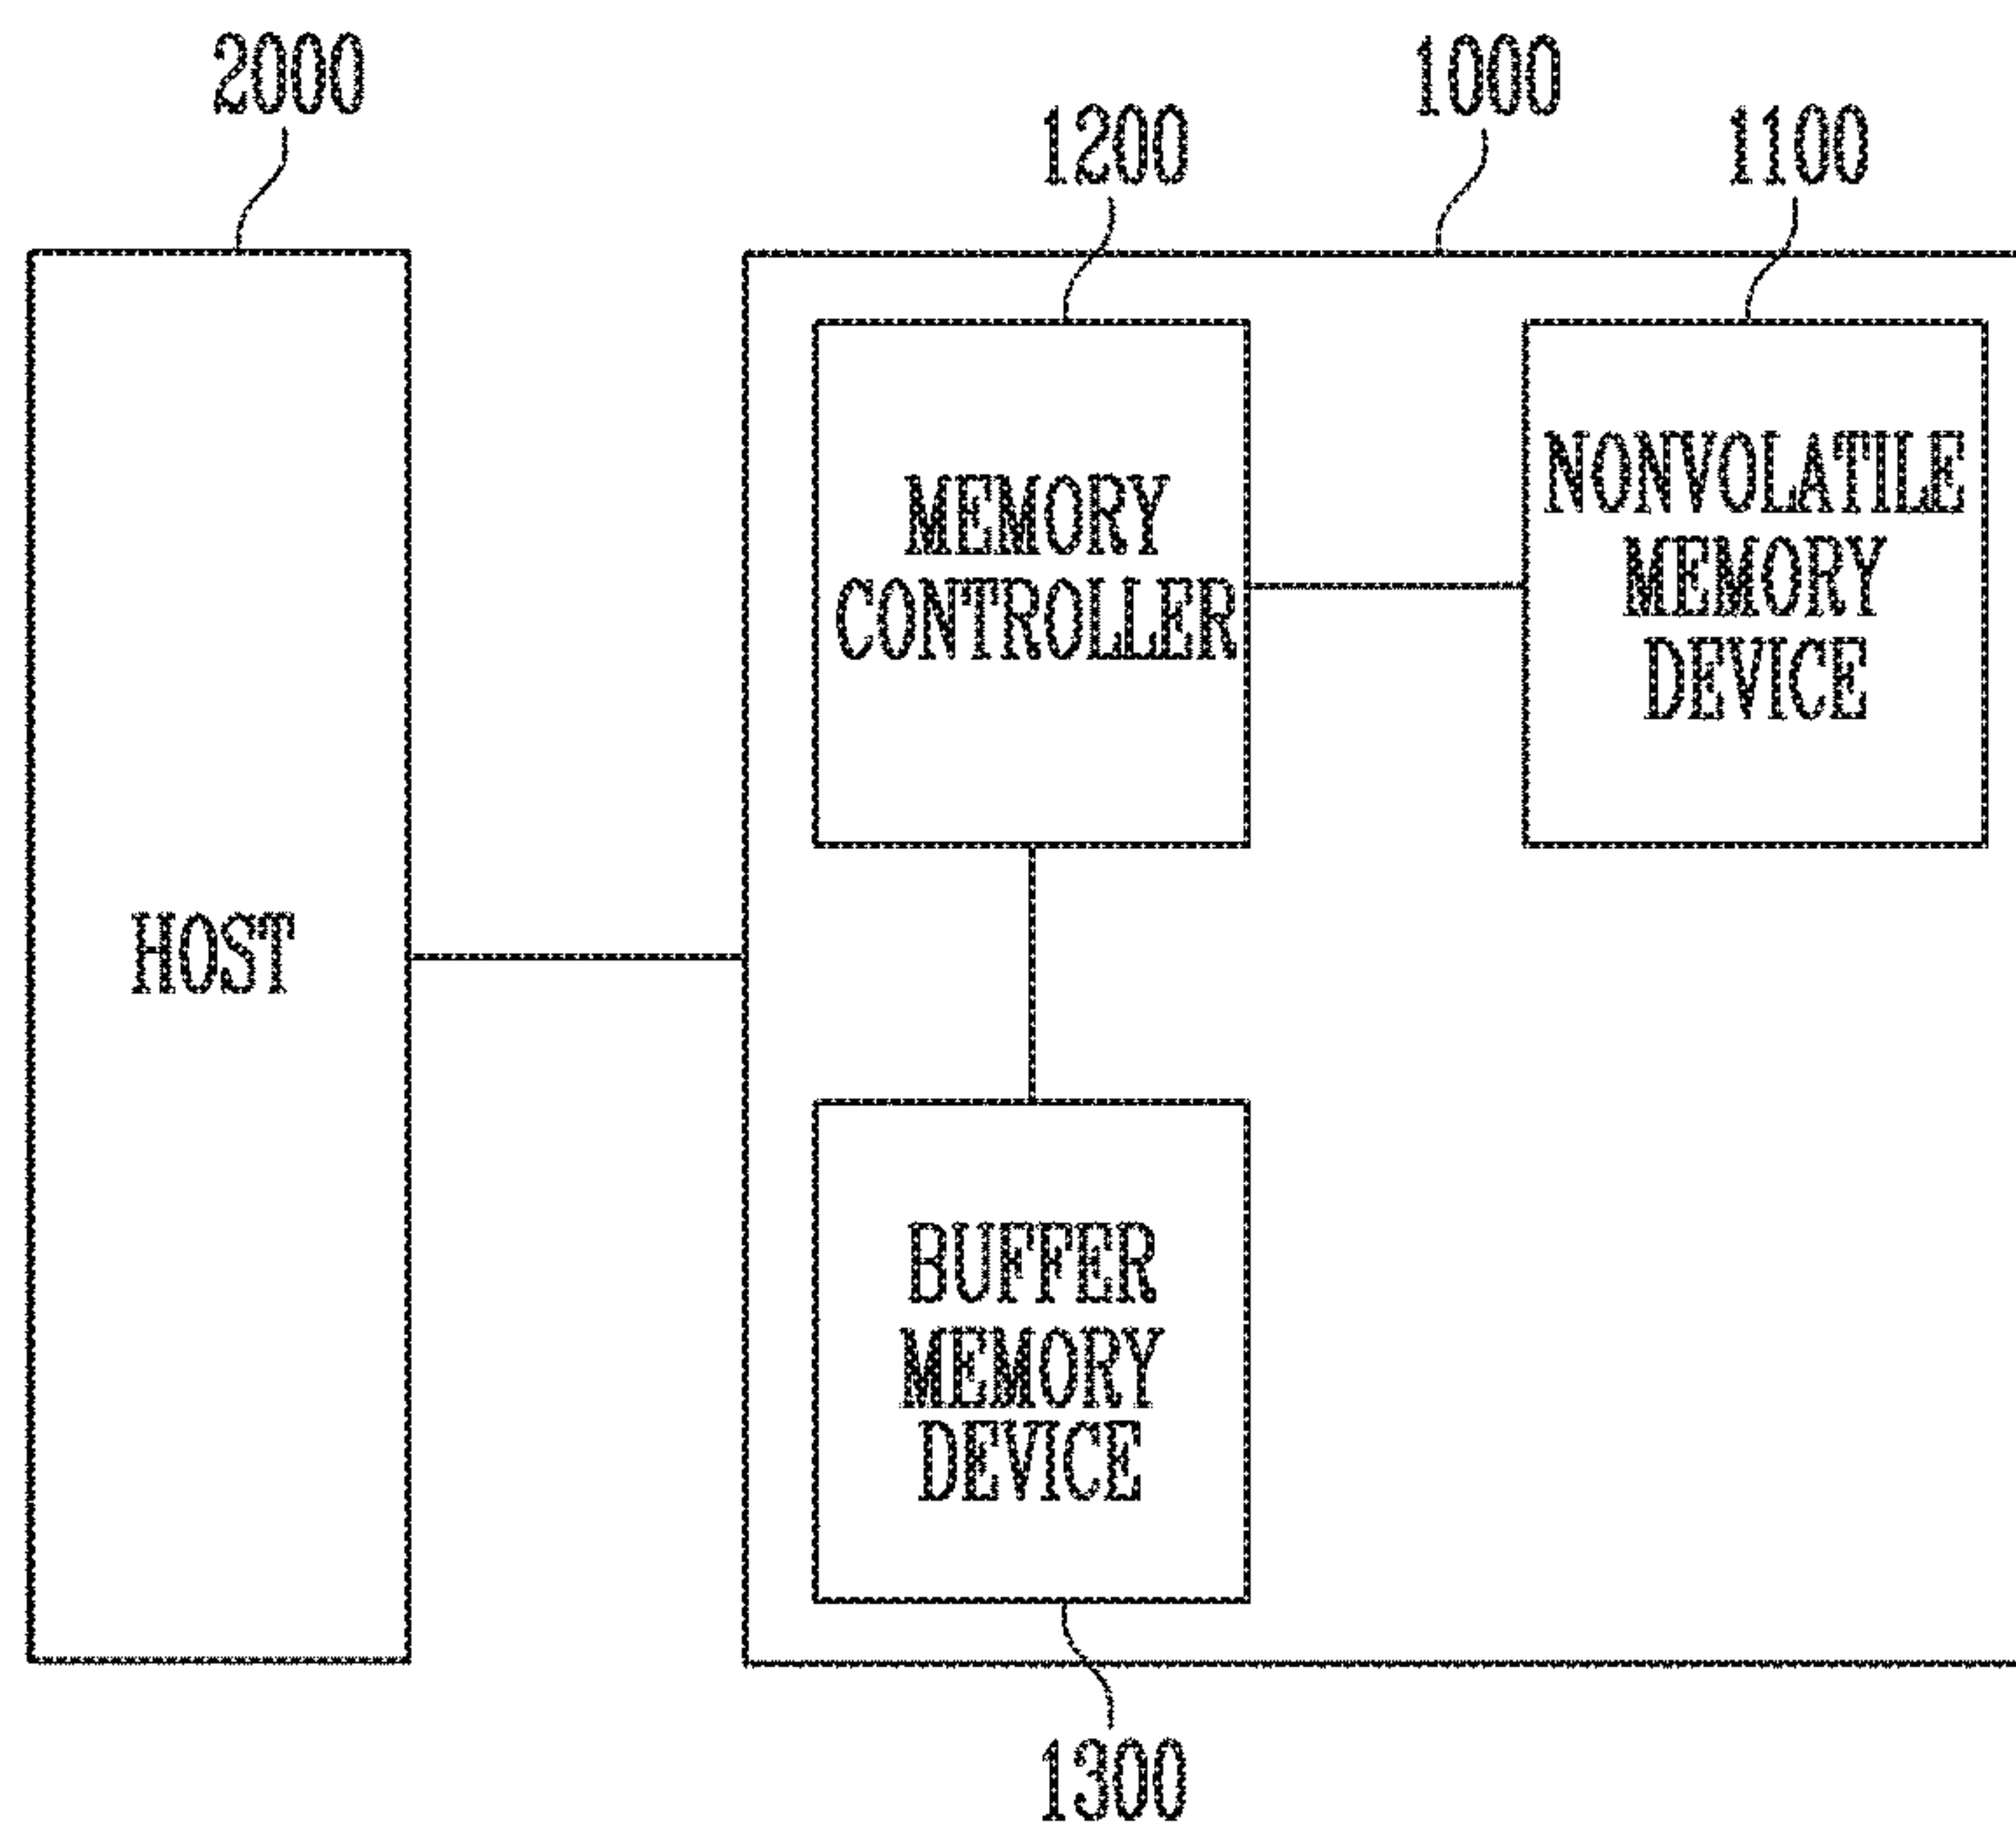 2000
1000
1200
1100
MEMORY
CONTROLLER
NONVOLATILE
MEMORY
DEVICE
HOST
BUFFER
MEMORY
DEVICE
1300